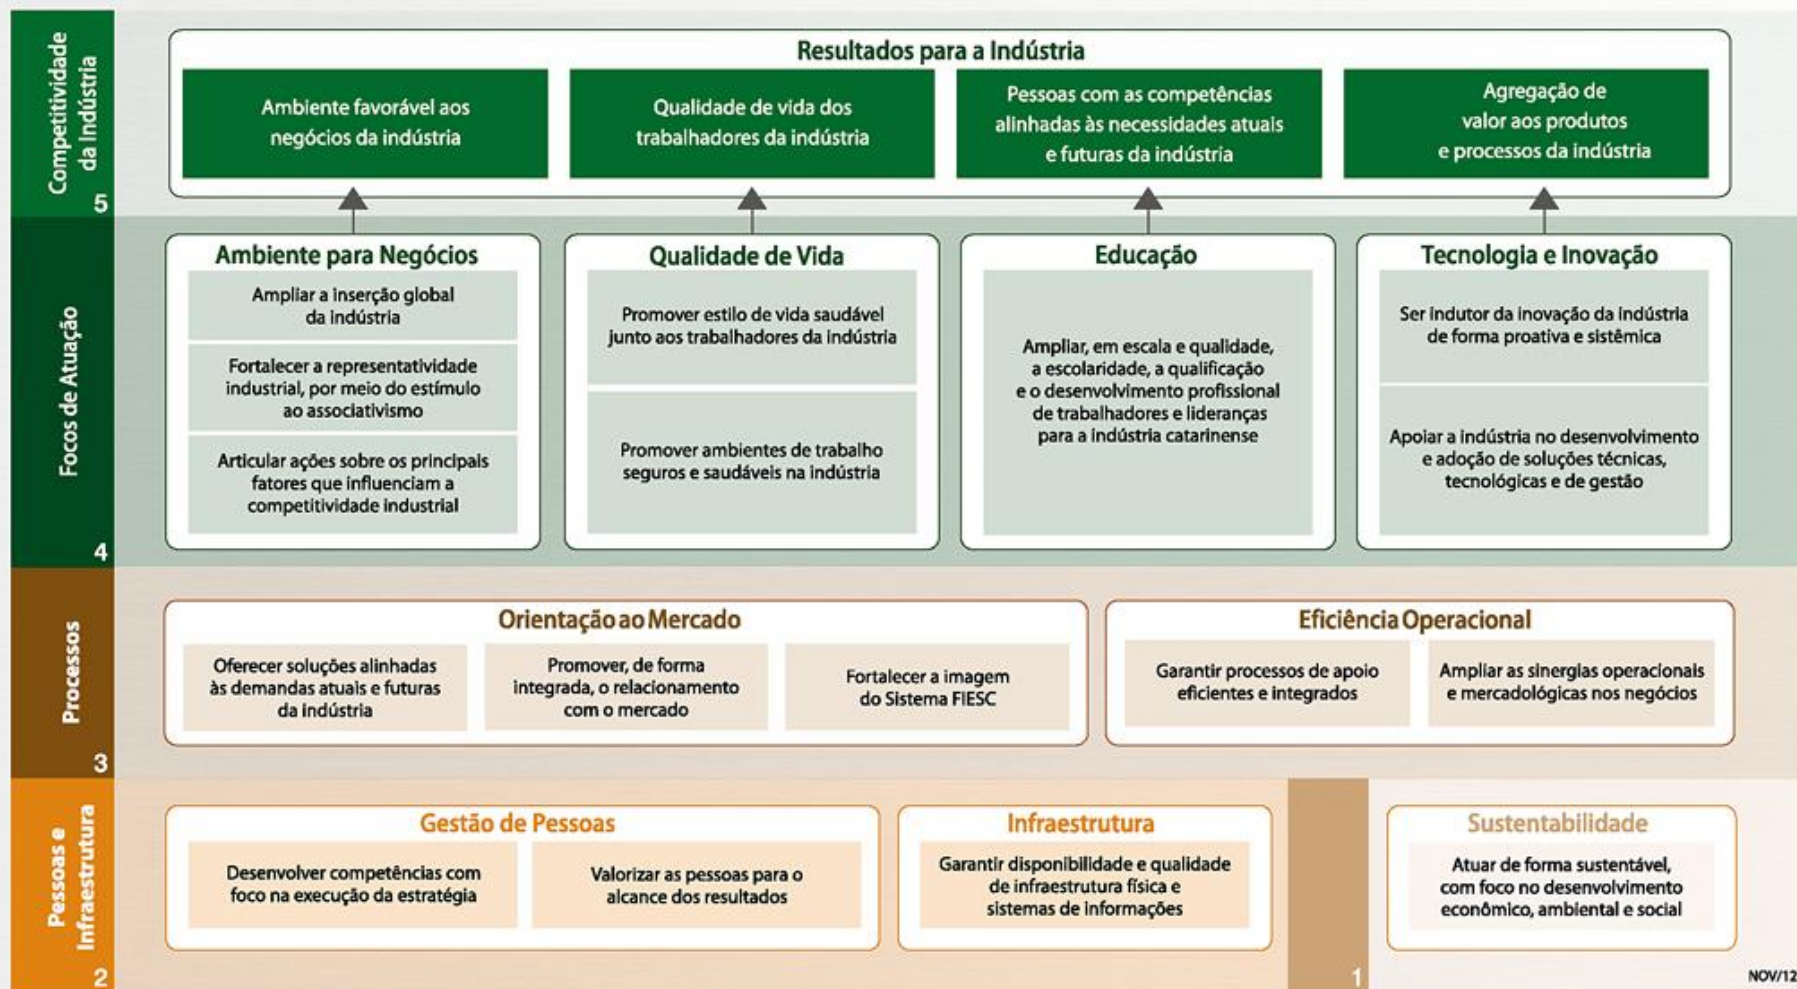 Competitividade
da Indústria
5
Resultados para a Indústria
Ambiente favorável aos
negócios da indústria
Qualidade de vida dos
trabalhadores da indústria
Pessoas com as competências
alinhadas às necessidades atuais
e futuras da indústria
Agregação de
valor aos produtos
e processos da indústria
Focos de Atuação
4
Ambiente para Negócios
Ampliar a inserção global
da indústria
Fortalecer a representatividade
industrial, por meio do estímulo
ao associativismo
Articular ações sobre os principais
fatores que influenciam a
competitividade industrial
Qualidade de Vida
Promover estilo de vida saudável
junto aos trabalhadores da indústria
Promover ambientes de trabalho
seguros e saudáveis na indústria
Educação
Ampliar, em escala e qualidade,
a escolaridade, a qualificação
e o desenvolvimento profissional
de trabalhadores e lideranças
para a indústria catarinense
Tecnologia e Inovação
Ser indutor da inovação da indústria
de forma proativa e sistêmica
Apoiar a indústria no desenvolvimento
e adoção de soluções técnicas,
tecnológicas e de gestão
Processos
3
Orientação ao Mercado
Oferecer soluções alinhadas
às demandas atuais e futuras
da indústria
Promover, de forma
integrada, o relacionamento
com o mercado
Fortalecer a imagem
do Sistema FIESC
Eficiência Operacional
Garantir processos de apoio
eficientes e integrados
Ampliar as sinergias operacionais
e mercadológicas nos negócios
Pessoas e
Infraestrutura
2
Gestão de Pessoas
Desenvolver competências com
foco na execução da estratégia
Valorizar as pessoas para o
alcance dos resultados
Infraestrutura
Garantir disponibilidade e qualidade
de infraestrutura física e
sistemas de informações
1
Sustentabilidade
Atuar de forma sustentável,
com foco no desenvolvimento
econômico, ambiental e social
NOV/12